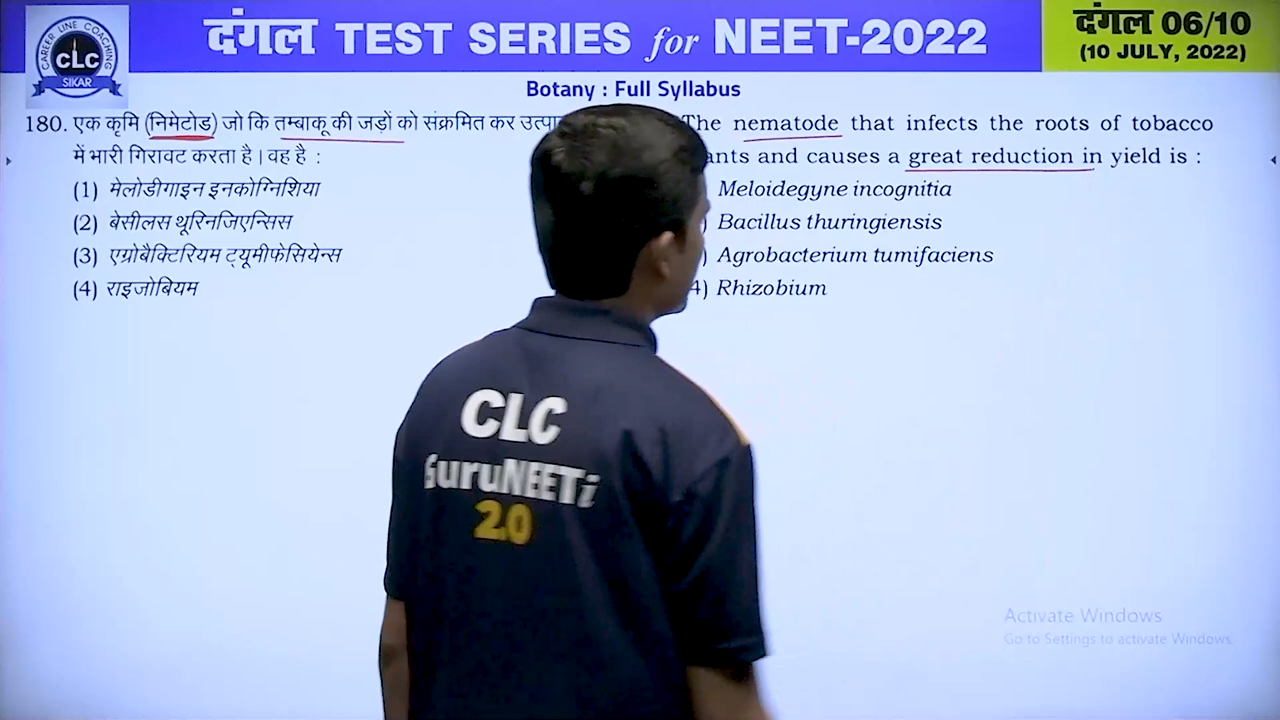 CAREER LINE COACHING
CLC
SIKAR
दंगल TEST SERIES for NEET-2022
दंगल 06/10
(10 JULY, 2022)
Botany : Full Syllabus
180. एक कृमि (निमेटोड) जो कि तम्बाकू की जड़ों को संक्रमित कर
में भारी गिरावट करता है । वह है :
(1) मेलोडीगाइन इनकोग्निशिया
(2) बेसीलस थूरिनजिएन्सिस
(3) एग्रोबैक्टिरियम ट्यूमीफेसियेन्स
(4) राइजोबियम
The nematode that infects the roots of tobacco
and causes a great reduction in yield is :
Meloidegyne incognitia
) Bacillus thuringiensis
) Agrobacterium tumifaciens
4) Rhizobium
CLC
GuruNEETi
2.0
Activate Windows
Go to Settings to activate Windows.